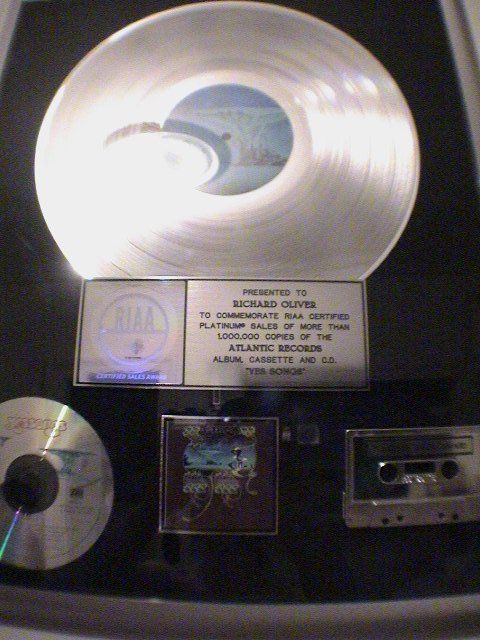 PRESENTED TO
RICHARD OLIVER
TO COMMEMORATE RIAA CERTIFIED
PLATINUM® SALES OF MORE THAN
1,000,000 COPIES OF THE
ATLANTIC RECORDS
ALBUM, CASSETTE AND C.D.
"YES SONGS"
RIAA
CERTIFIED SALES AWARD